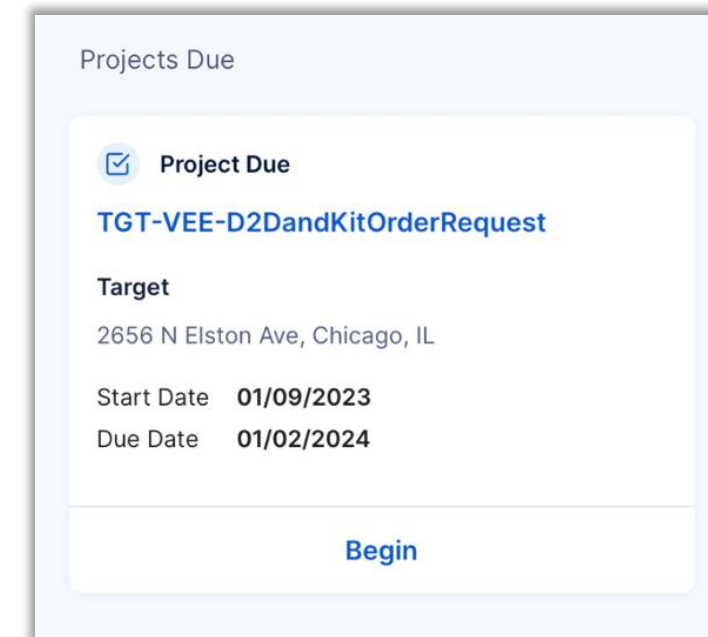 Projects Due
Project Due
TGT-VEE-D2DandKitOrderRequest
Target
2656 N Elston Ave, Chicago, IL
Start Date 01/09/2023
Due Date 01/02/2024
Begin